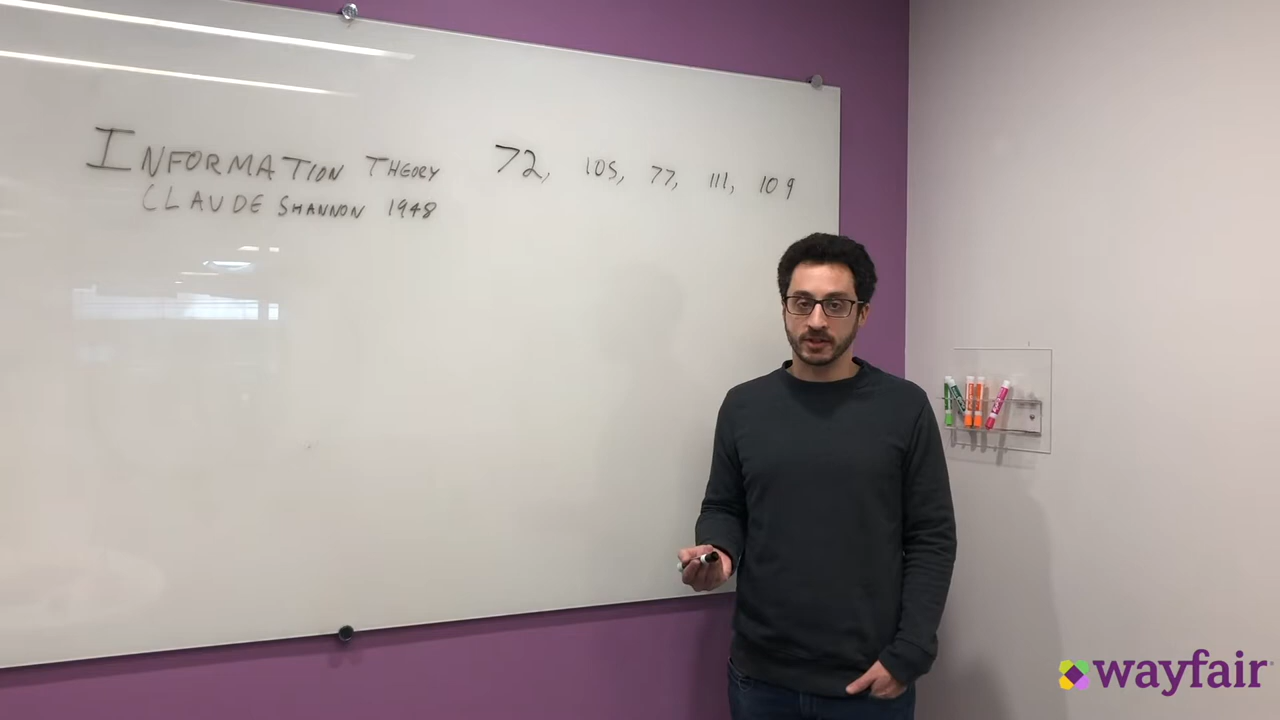 INFORMATION THEORY 72, 105, 77, 111, 109
CLAUDE SHANNON 1948
wayfair